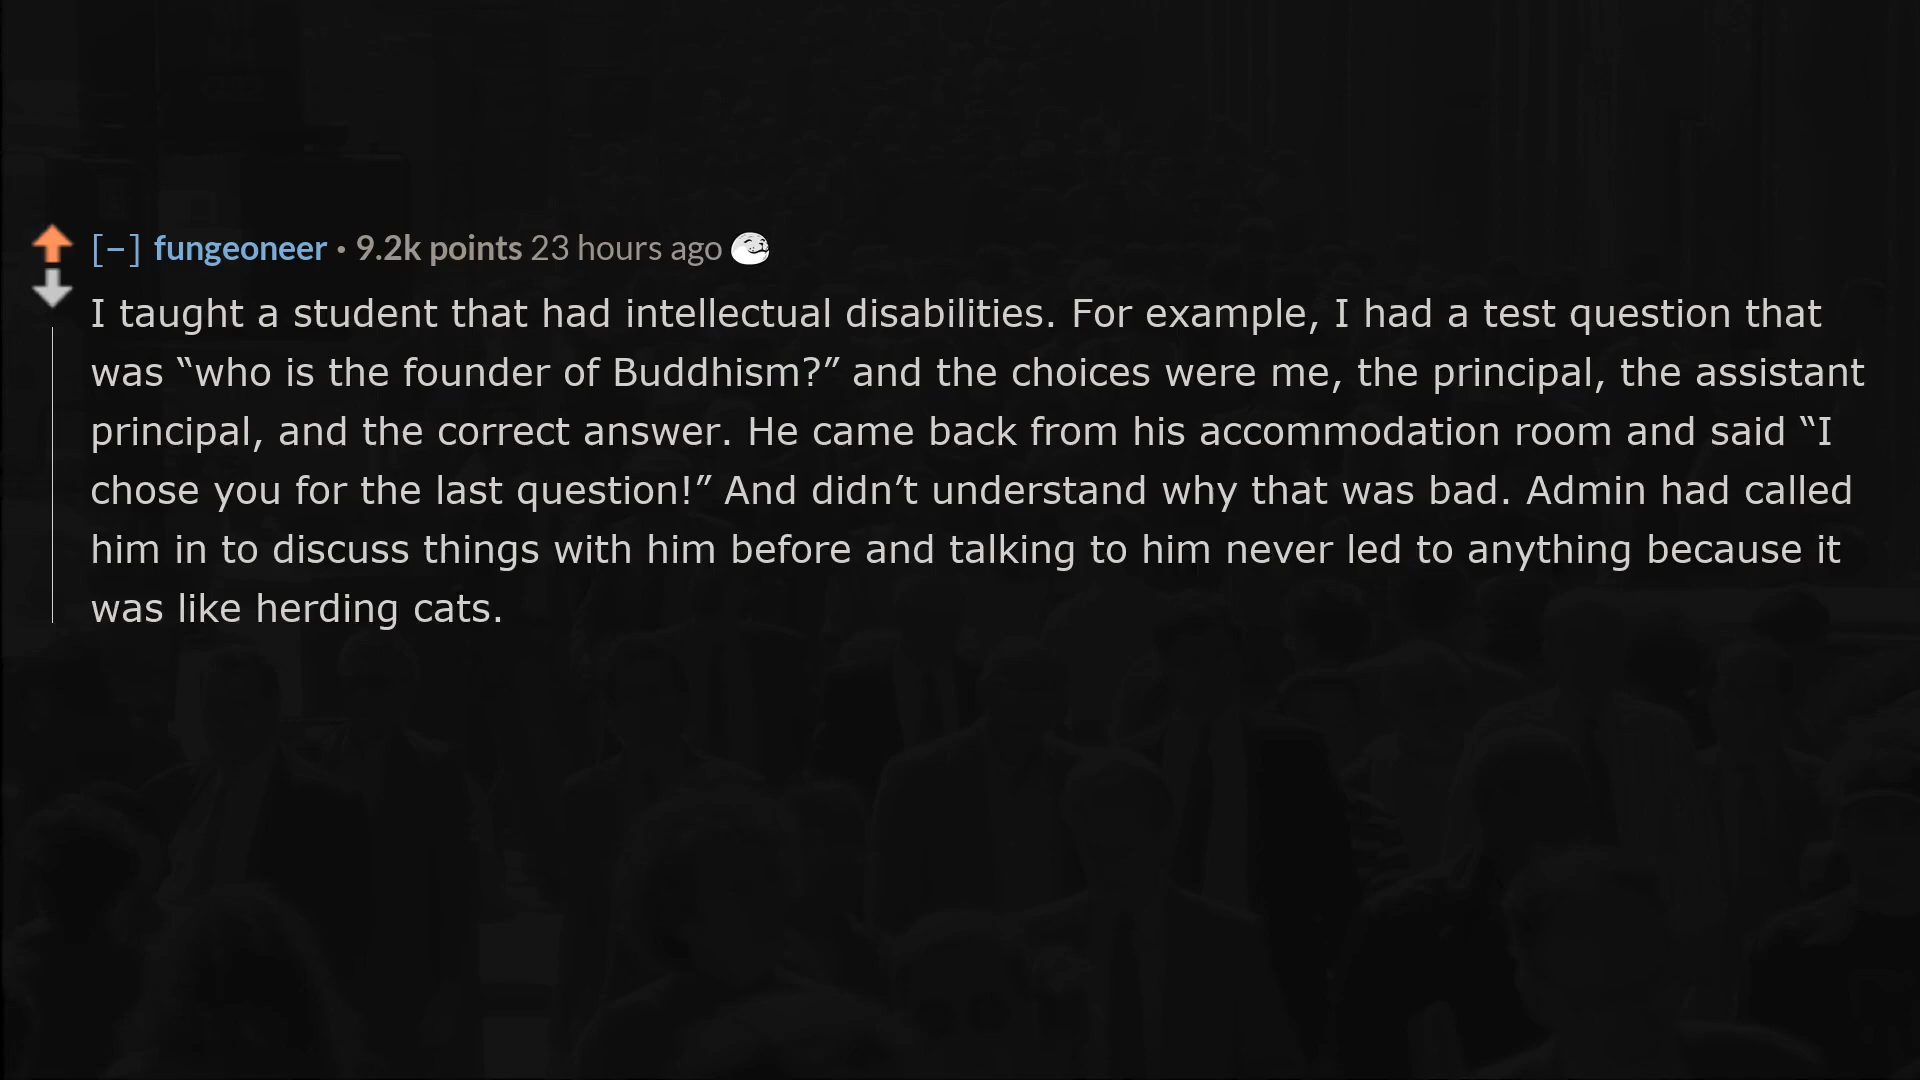 [–] fungeoneer · 9.2k points 23 hours ago
I taught a student that had intellectual disabilities. For example, I had a test question that
was “who is the founder of Buddhism?” and the choices were me, the principal, the assistant
principal, and the correct answer. He came back from his accommodation room and said “I
chose you for the last question!” And didn’t understand why that was bad. Admin had called
him in to discuss things with him before and talking to him never led to anything because it
was like herding cats.